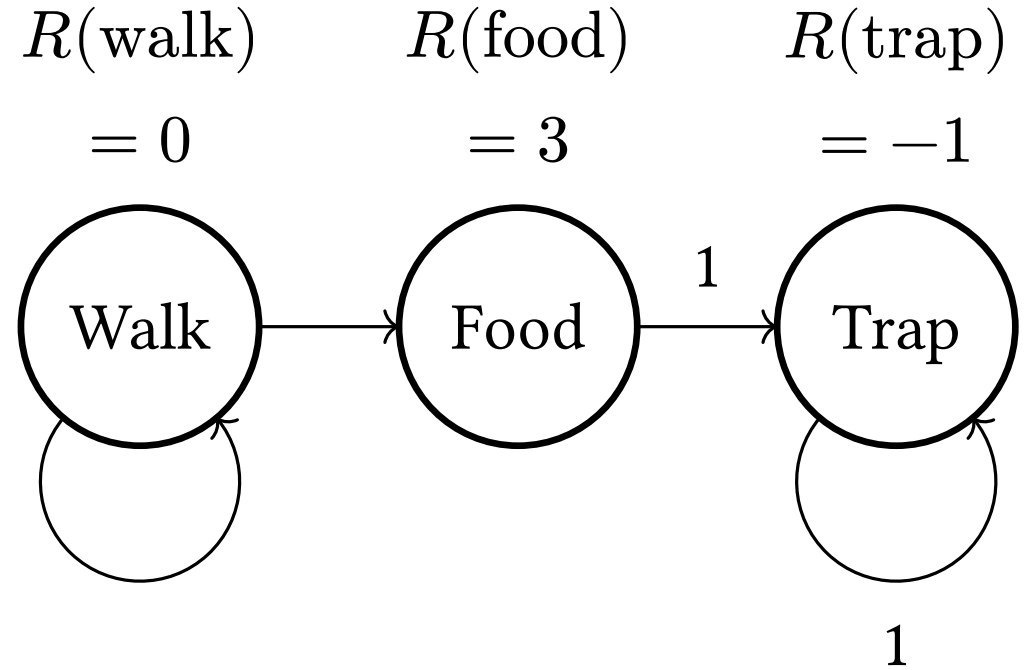 R(walk) R(food) R(trap)
= 0 = 3 = −1
1
Walk Food Trap
1